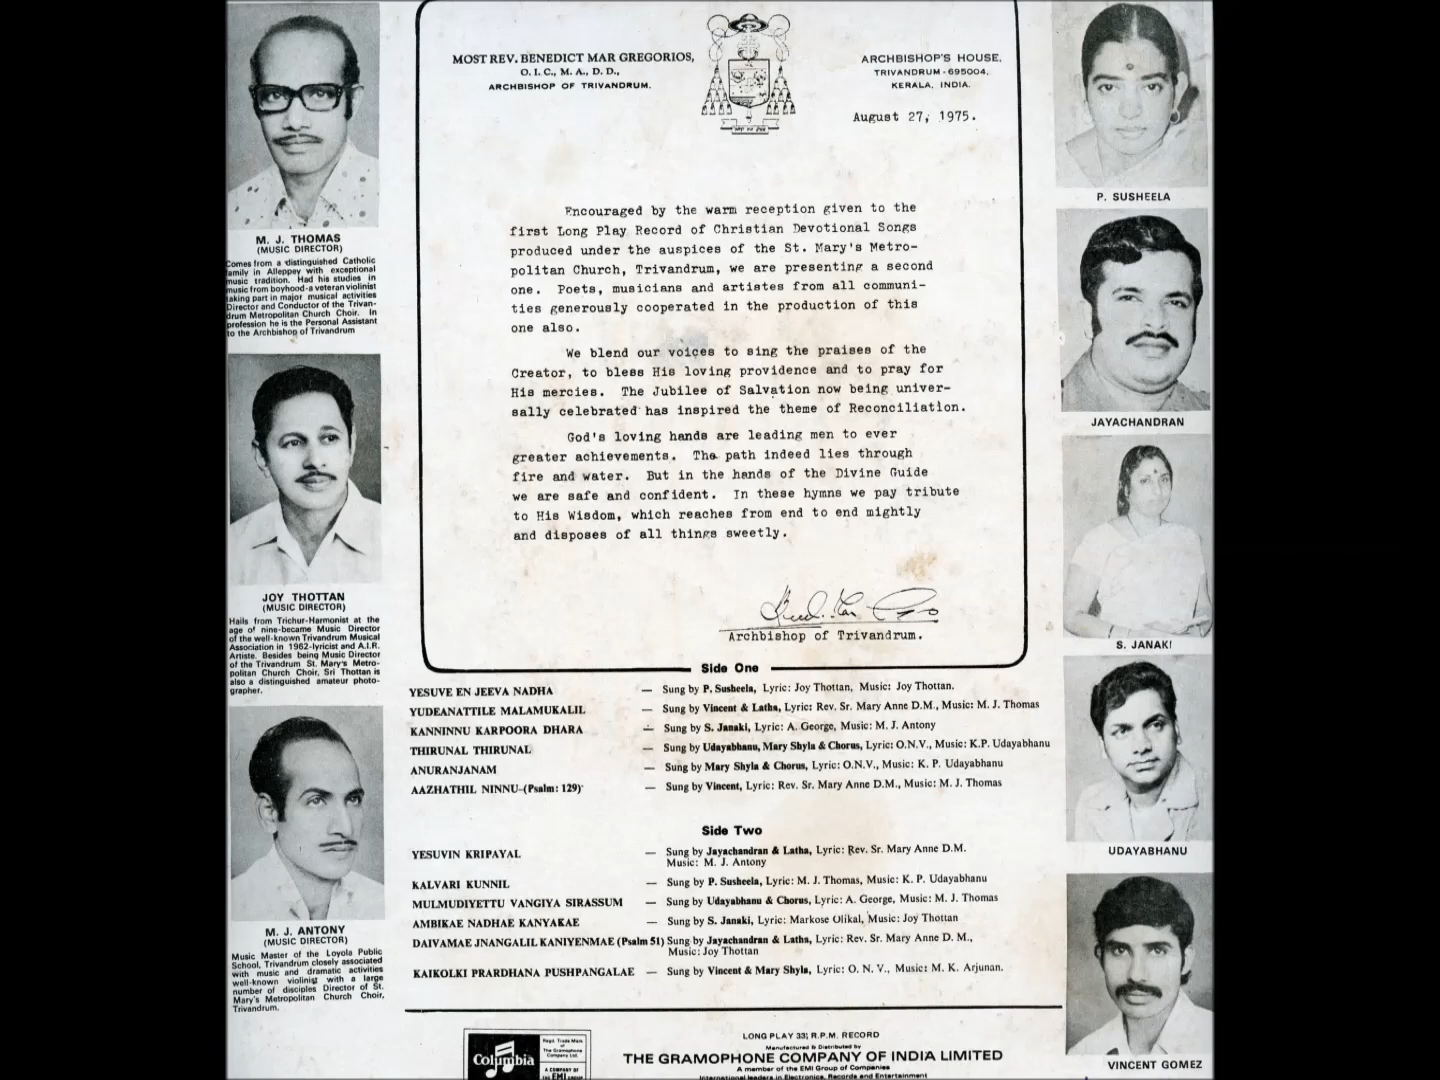 MOST REV. BENEDICT MAR GREGORIOS,
O. I. C., M. A., D. D.,
ARCHBISHOP OF TRIVANDRUM.
ARCHBISHOP'S HOUSE,
TRIVANDRUM - 695004,
KERALA, INDIA.
August 27, 1975.
Encouraged by the warm reception given to the
first Long Play Record of Christian Devotional Songs
produced under the auspices of the St. Mary's Metro-
politan Church, Trivandrum, we are presenting a second
one. Poets, musicians and artistes from all communi-
ties generously cooperated in the production of this
one also.
We blend our voices to sing the praises of the
Creator, to bless His loving providence and to pray for
His mercies. The Jubilee of Salvation now being univer-
sally celebrated has inspired the theme of Reconciliation.
God's loving hands are leading men to ever
greater achievements. The path indeed lies through
fire and water. But in the hands of the Divine Guide
we are safe and confident. In these hymns we pay tribute
to His Wisdom, which reaches from end to end mightly
and disposes of all things sweetly.
Archbishop of Trivandrum.
M. J. THOMAS
(MUSIC DIRECTOR)
Comes from a distinguished Catholic
family in Alleppey with exceptional
music tradition. Had his studies in
music from boyhood-a veteran violinist
taking part in major musical activities
Director and Conductor of the Trivan-
drum Metropolitan Church Choir. In
profession he is the Personal Assistant
to the Archbishop of Trivandrum
JOY THOTTAN
(MUSIC DIRECTOR)
Hails from Trichur-Harmonist at the
age of nine-became Music Director
of the well-known Trivandrum Musical
Association in 1962-lyricist and A.I.R.
Artiste. Besides being Music Director
of the Trivandrum St. Mary's Metro-
politan Church Choir, Sri Thottan is
also a distinguished amateur photo-
grapher.
M. J. ANTONY
(MUSIC DIRECTOR)
Music Master of the Loyola Public
School, Trivandrum closely associated
with music and dramatic activities
well-known violinist with a large
number of disciples Director of St.
Mary's Metropolitan Church Choir,
Trivandrum.
P. SUSHEELA
JAYACHANDRAN
S. JANAKI
UDAYABHANU
VINCENT GOMEZ
Side One
YESUVE EN JEEVA NADHA — Sung by P. Susheela, Lyric: Joy Thottan, Music: Joy Thottan.
YUDEANATTILE MALAMUKALIL — Sung by Vincent & Latha, Lyric: Rev. Sr. Mary Anne D.M., Music: M. J. Thomas
KANNINNU KARPOORA DHARA — Sung by S. Janaki, Lyric: A. George, Music: M. J. Antony
THIRUNAL THIRUNAL — Sung by Udayabhanu, Mary Shyla & Chorus, Lyric: O.N.V., Music: K.P. Udayabhanu
ANURANJANAM — Sung by Mary Shyla & Chorus, Lyric: O.N.V., Music: K. P. Udayabhanu
AAZHATHIL NINNU-(Psalm: 129) — Sung by Vincent, Lyric: Rev. Sr. Mary Anne D.M., Music: M. J. Thomas
Side Two
YESUVIN KRIPAYAL — Sung by Jayachandran & Latha, Lyric: Rev. Sr. Mary Anne D.M.
Music: M. J. Antony
KALVARI KUNNIL — Sung by P. Susheela, Lyric: M. J. Thomas, Music: K. P. Udayabhanu
MULMUDIYETTU VANGIYA SIRASSUM — Sung by Udayabhanu & Chorus, Lyric: A. George, Music: M. J. Thomas
AMBIKAE NADHAE KANYAKAE — Sung by S. Janaki, Lyric: Markose Olikal, Music: Joy Thottan
DAIVAMAE JNANGALIL KANIYENMAE (Psalm 51) Sung by Jayachandran & Latha, Lyric: Rev. Sr. Mary Anne D. M.,
Music: Joy Thottan
KAIKOLKI PRARDHANA PUSHPANGALAE — Sung by Vincent & Mary Shyla, Lyric: O. N. V., Music: M. K. Arjunan.
Columbia
Regd. Trade Mark
of
The Gramophone
Company Ltd.
A COMPANY OF
THE EMI GROUP
LONG PLAY 33⅓ R.P.M. RECORD
Manufactured & Distributed by
THE GRAMOPHONE COMPANY OF INDIA LIMITED
A member of the EMI Group of Companies
International leaders in Electronics, Records and Entertainment